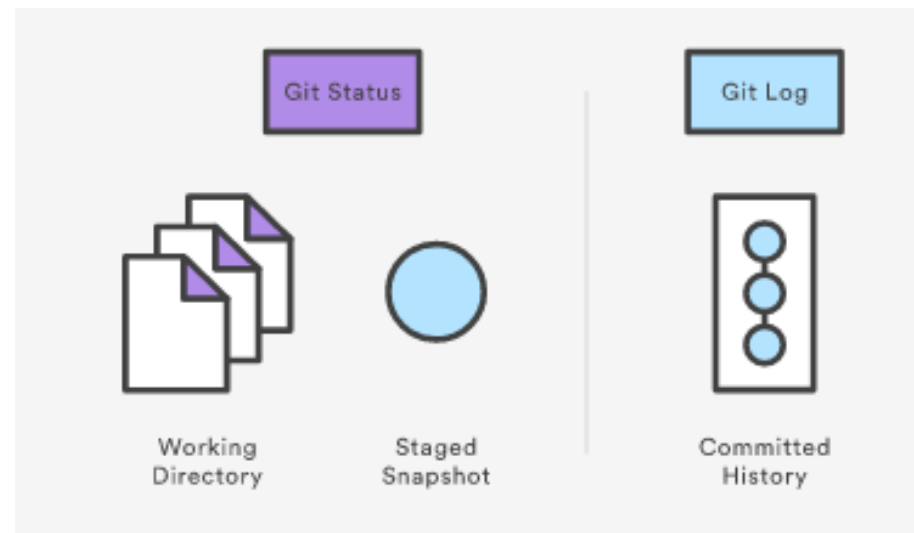 Git Status
Git Log
Working
Directory
Staged
Snapshot
Committed
History